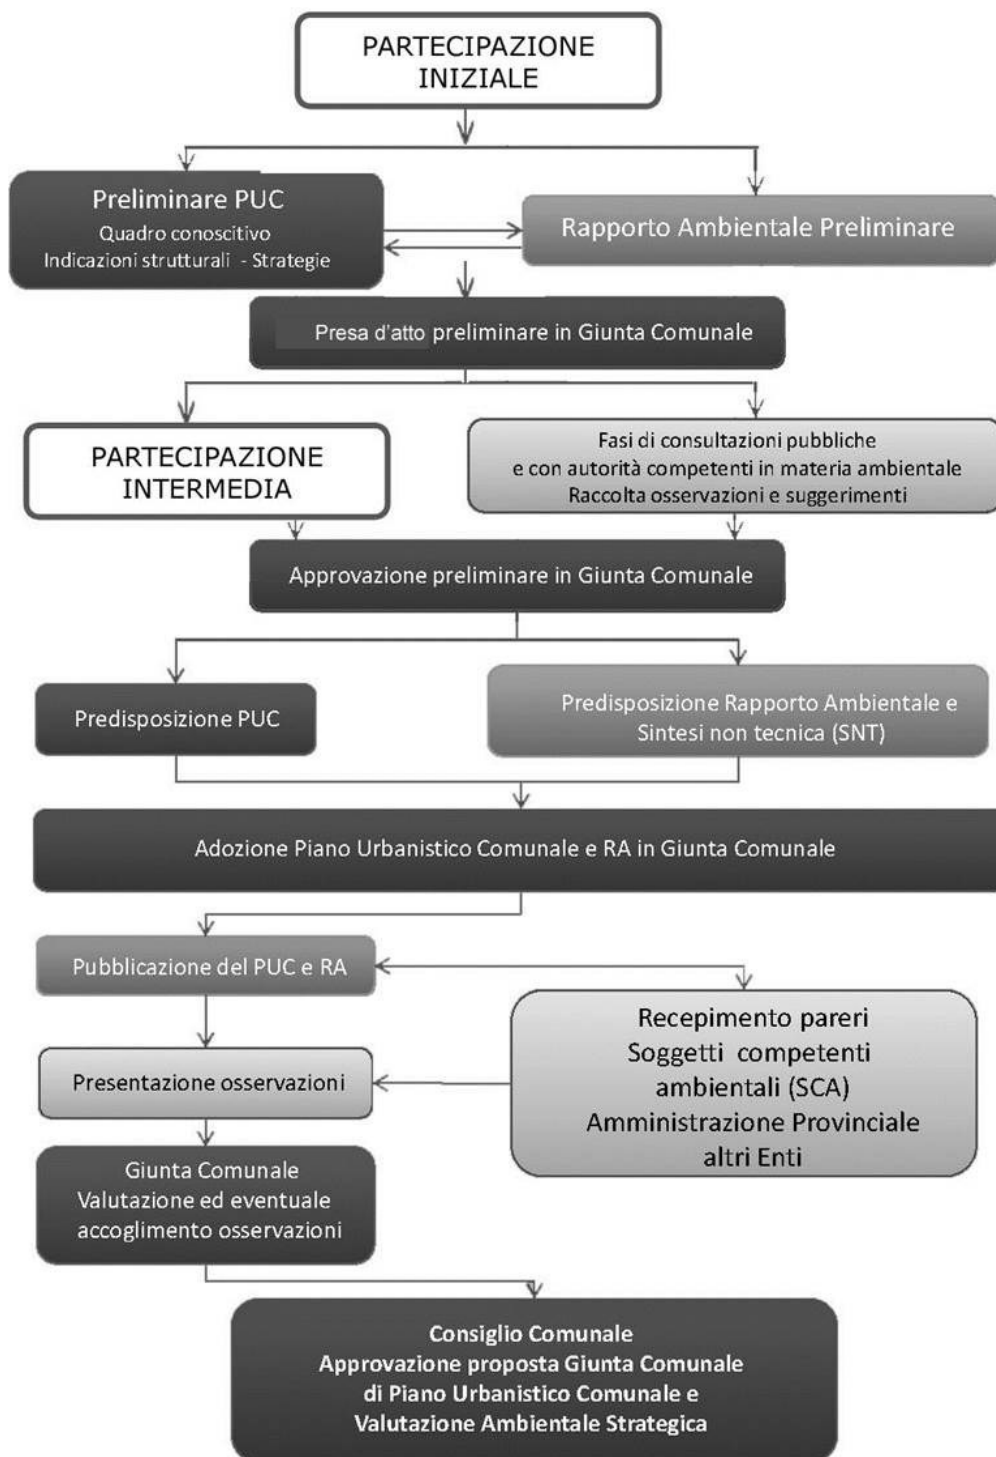 PARTECIPAZIONE
INIZIALE
Preliminare PUC
Quadro conoscitivo
Indicazioni strutturali - Strategie
Rapporto Ambientale Preliminare
Presa d'atto preliminare in Giunta Comunale
PARTECIPAZIONE
INTERMEDIA
Fasi di consultazioni pubbliche
e con autorità competenti in materia ambientale
Raccolta osservazioni e suggerimenti
Approvazione preliminare in Giunta Comunale
Predisposizione PUC
Predisposizione Rapporto Ambientale e
Sintesi non tecnica (SNT)
Adozione Piano Urbanistico Comunale e RA in Giunta Comunale
Pubblicazione del PUC e RA
Recepimento pareri
Soggetti competenti
ambientali (SCA)
Amministrazione Provinciale
altri Enti
Presentazione osservazioni
Giunta Comunale
Valutazione ed eventuale
accoglimento osservazioni
Consiglio Comunale
Approvazione proposta Giunta Comunale
di Piano Urbanistico Comunale e
Valutazione Ambientale Strategica